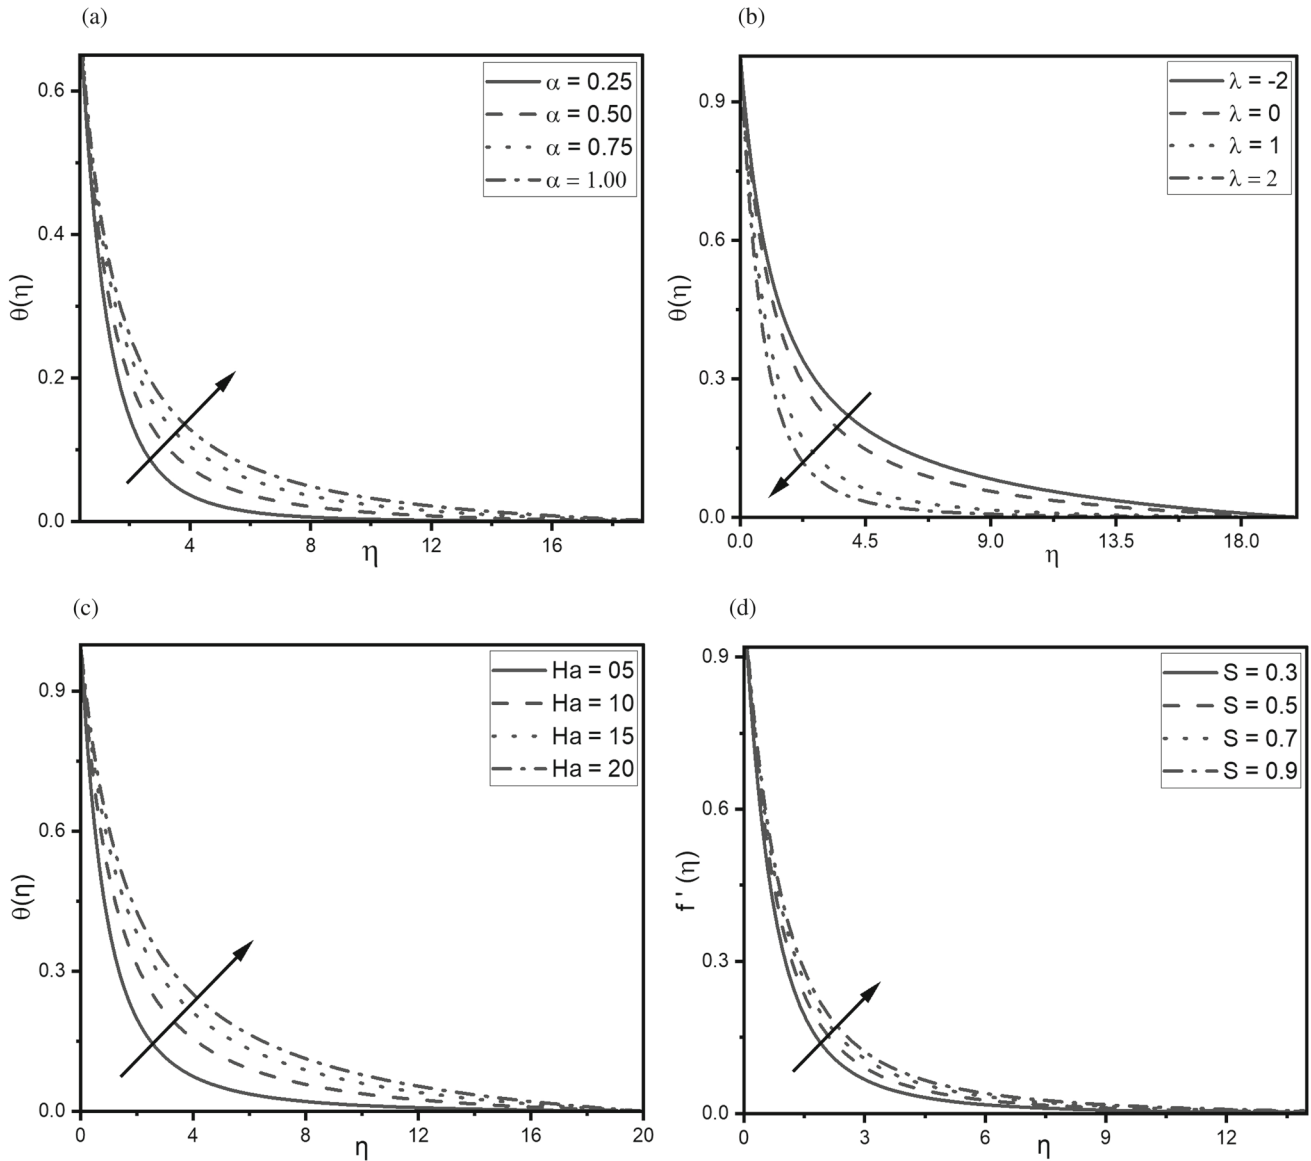 (a)
α = 0.25
α = 0.50
α = 0.75
α = 1.00
0.6
0.4
0.2
0.0
θ(η)
4 8 12 16
η
(b)
λ = -2
λ = 0
λ = 1
λ = 2
0.9
0.6
0.3
0.0
θ(η)
0.0 4.5 9.0 13.5 18.0
η
(c)
Ha = 05
Ha = 10
Ha = 15
Ha = 20
0.9
0.6
0.3
0.0
θ(η)
0 4 8 12 16 20
η
(d)
S = 0.3
S = 0.5
S = 0.7
S = 0.9
0.9
0.6
0.3
0.0
f ' (η)
0 3 6 9 12
η